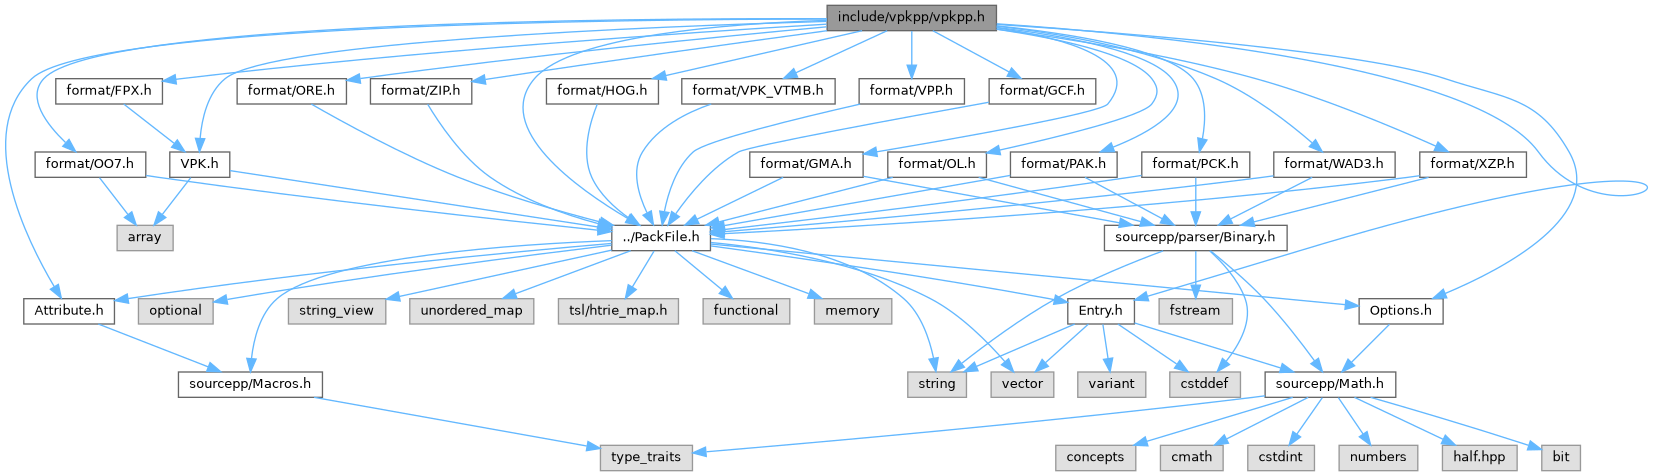 include/vpkpp/vpkpp.h
format/FPX.h
format/ORE.h
format/ZIP.h
format/HOG.h
format/VPK_VTMB.h
format/VPP.h
format/GCF.h
format/OO7.h
VPK.h
format/GMA.h
format/OL.h
format/PAK.h
format/PCK.h
format/WAD3.h
format/XZP.h
array
../PackFile.h
sourcepp/parser/Binary.h
Attribute.h
optional
string_view
unordered_map
tsl/htrie_map.h
functional
memory
Entry.h
fstream
Options.h
sourcepp/Macros.h
string
vector
variant
cstddef
sourcepp/Math.h
type_traits
concepts
cmath
cstdint
numbers
half.hpp
bit